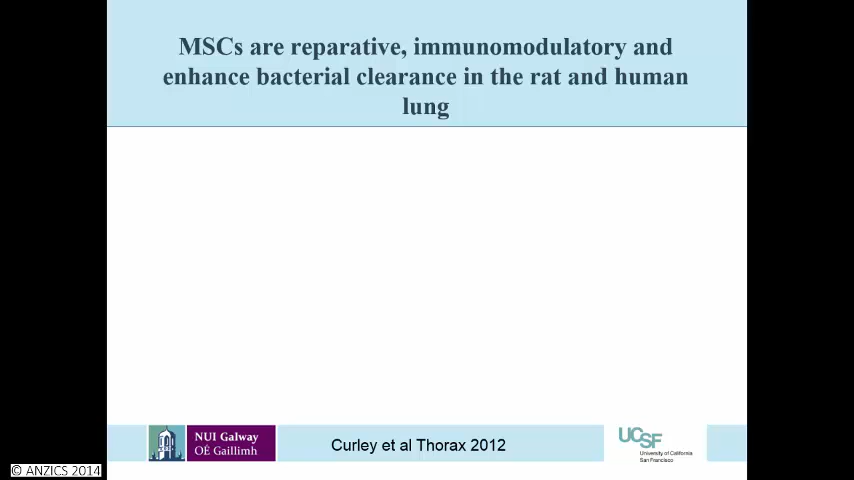 MSCs are reparative, immunomodulatory and
enhance bacterial clearance in the rat and human
lung
NUI Galway
OÉ Gaillimh
Curley et al Thorax 2012
UCSF
University of California
San Francisco
© ANZICS 2014